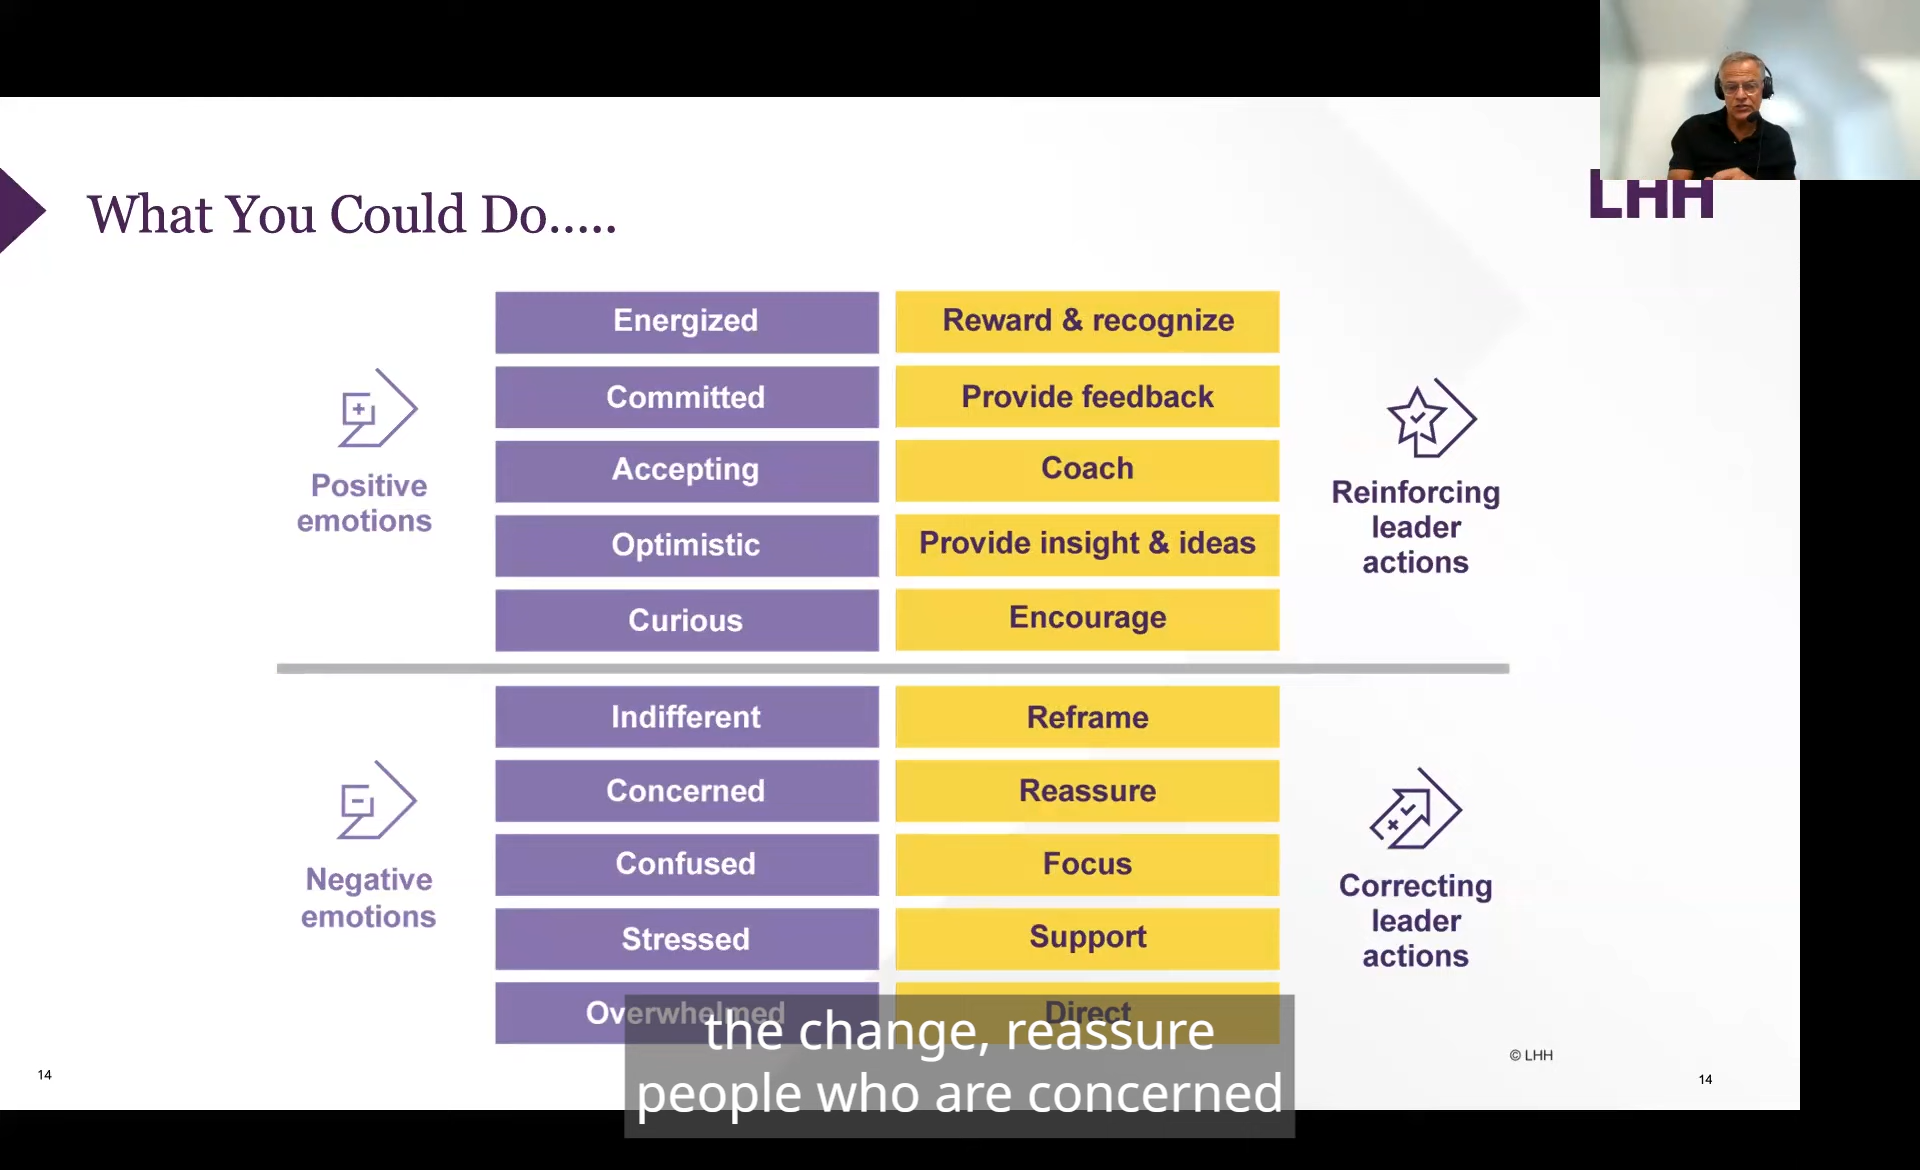 LHH
What You Could Do.....
Energized
Reward & recognize
Committed
Provide feedback
Accepting
Coach
Optimistic
Provide insight & ideas
Curious
Encourage
Positive
emotions
Reinforcing
leader
actions
Indifferent
Reframe
Concerned
Reassure
Confused
Focus
Stressed
Support
Overwhelmed
Direct
Negative
emotions
Correcting
leader
actions
the change, reassure
people who are concerned
© LHH
14
14